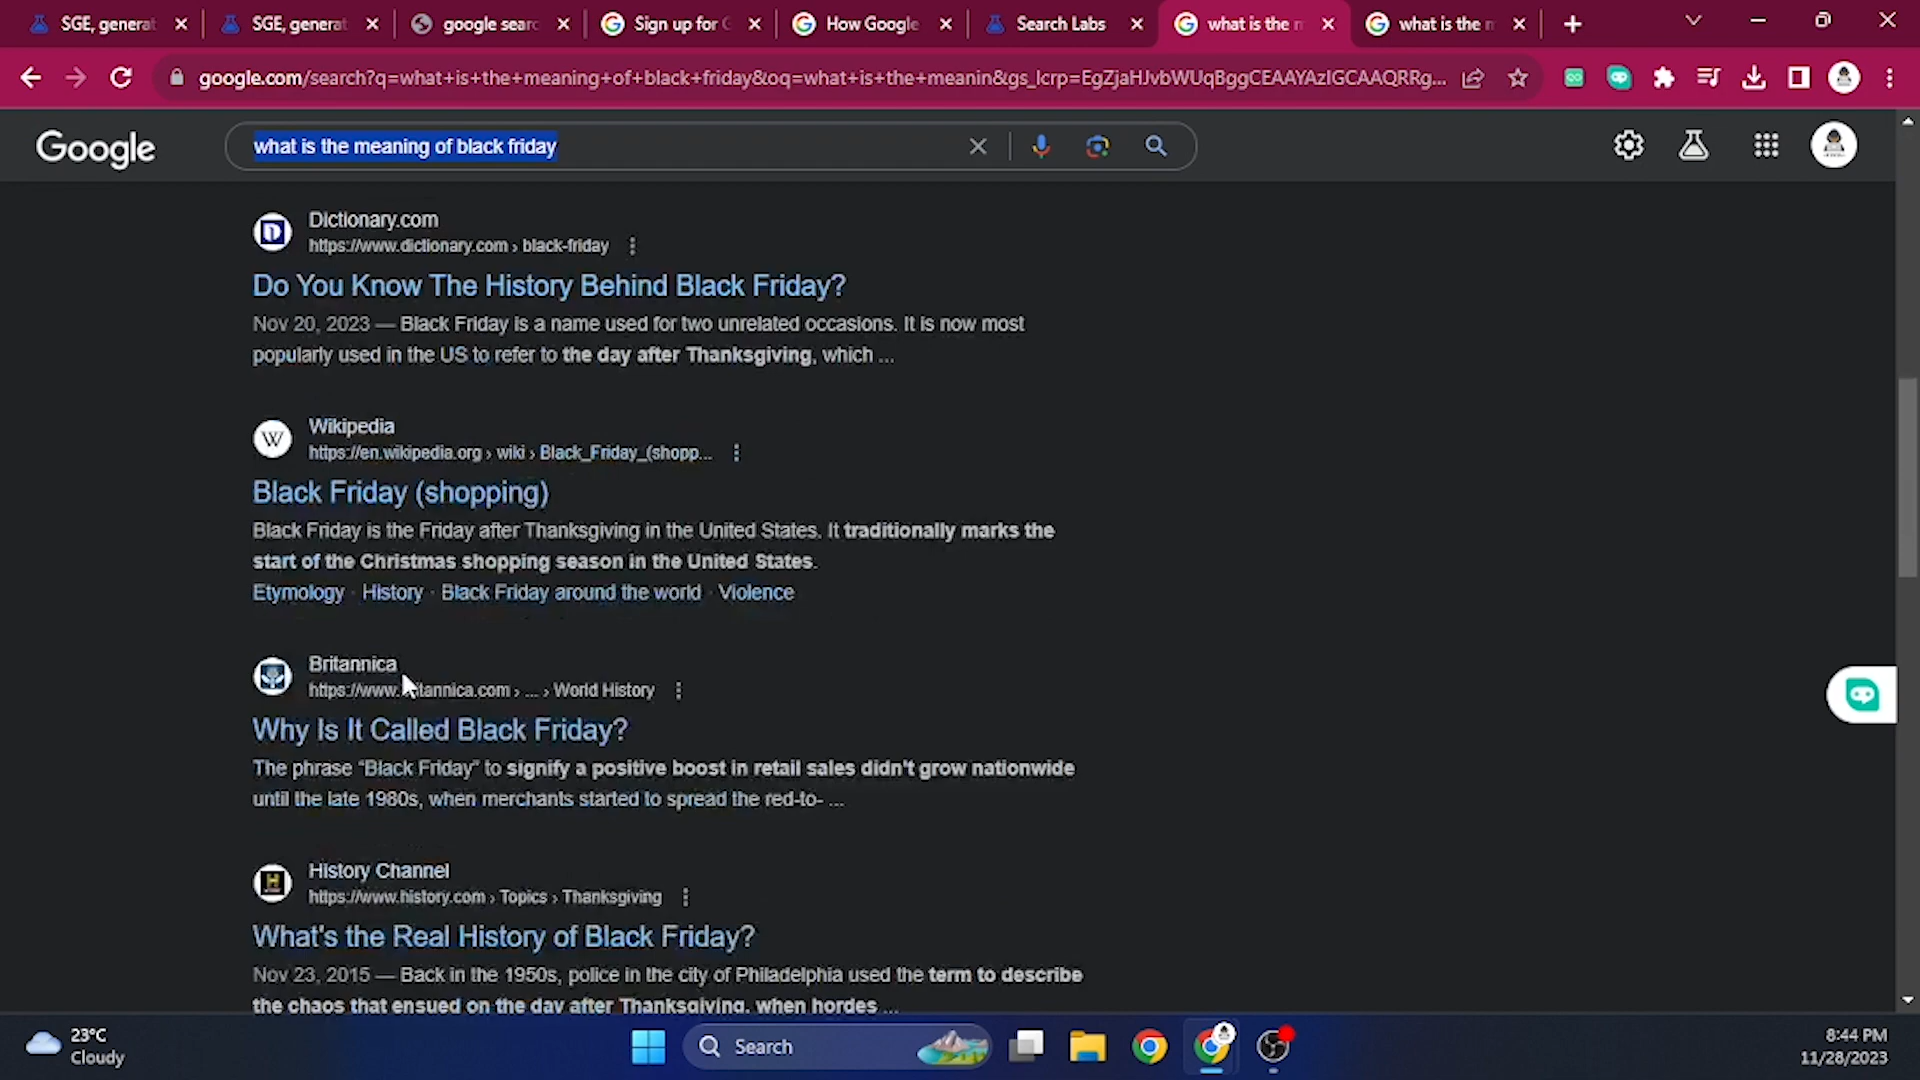 SGE, generat
SGE, generat
google sear
Sign up for G
How Google
Search Labs
what is the m
what is the m
google.com/search?q=what+is+the+meaning+of+black+friday&oq=what+is+the+meanin&gs_lcrp=EgZjaHJvbWUqBggCEAAYAzIGCAAQRRg...
Google
what is the meaning of black friday
Dictionary.com
https://www.dictionary.com › black-friday
Do You Know The History Behind Black Friday?
Nov 20, 2023 — Black Friday is a name used for two unrelated occasions. It is now most
popularly used in the US to refer to the day after Thanksgiving, which ...
W
Wikipedia
https://en.wikipedia.org › wiki › Black_Friday_(shopp...
Black Friday (shopping)
Black Friday is the Friday after Thanksgiving in the United States. It traditionally marks the
start of the Christmas shopping season in the United States.
Etymology · History · Black Friday around the world · Violence
Britannica
› ... › World History
Why Is It Called Black Friday?
The phrase “Black Friday” to signify a positive boost in retail sales didn't grow nationwide
until the late 1980s, when merchants started to spread the red-to- ...
H
History Channel
https://www.history.com › Topics › Thanksgiving
What's the Real History of Black Friday?
Nov 23, 2015 — Back in the 1950s, police in the city of Philadelphia used the term to describe
the chaos that ensued on the day after Thanksgiving, when hordes ...
23°C
Cloudy
Search
8:44 PM
11/28/2023